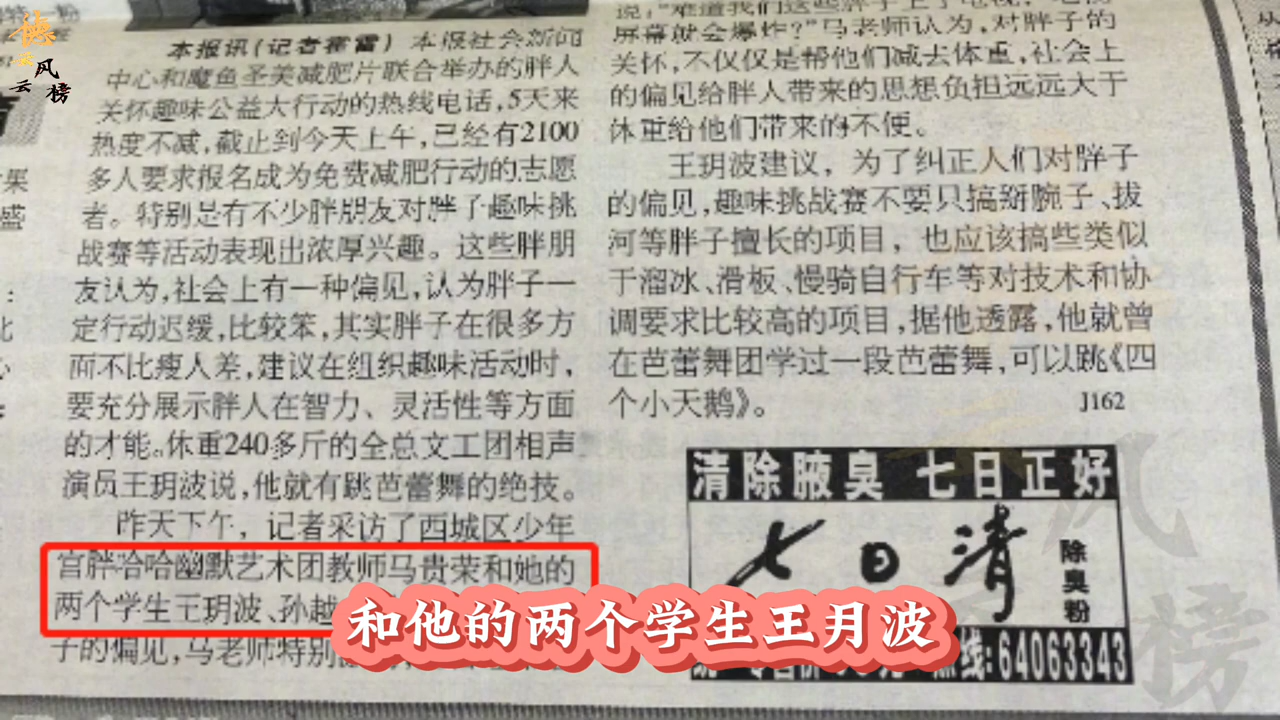 德云
风云榜
本报讯(记者霍雷) 本报社会新闻
中心和魔鱼圣美减肥片联合举办的胖人
关怀趣味公益大行动的热线电话,5天来
热度不减,截止到今天上午,已经有2100
多人要求报名成为免费减肥行动的志愿
者。特别是有不少胖朋友对胖子趣味挑
战赛等活动表现出浓厚兴趣。这些胖朋
友认为,社会上有一种偏见,认为胖子一
定行动迟缓,比较笨,其实胖子在很多方
面不比瘦人差,建议在组织趣味活动时,
要充分展示胖人在智力、灵活性等方面
的才能。体重240多斤的全总文工团相声
演员王玥波说,他就有跳芭蕾舞的绝技。
昨天下午,记者采访了西城区少年
宫胖哈哈幽默艺术团教师马贵荣和她的
两个学生王玥波、孙越
子的偏见,马老师特别
屏幕就会爆炸?”马老师认为,对胖子的
关怀,不仅仅是帮他们减去体重,社会上
的偏见给胖人带来的思想负担远远大于
体重给他们带来的不便。
王玥波建议,为了纠正人们对胖子
的偏见,趣味挑战赛不要只搞掰腕子、拔
河等胖子擅长的项目,也应该搞些类似
于溜冰、滑板、慢骑自行车等对技术和协
调要求比较高的项目,据他透露,他就曾
在芭蕾舞团学过一段芭蕾舞,可以跳《四
个小天鹅》。
J162
清除腋臭 七日正好
七日清
除臭粉
热线:64063343
和他的两个学生王月波
风
榜